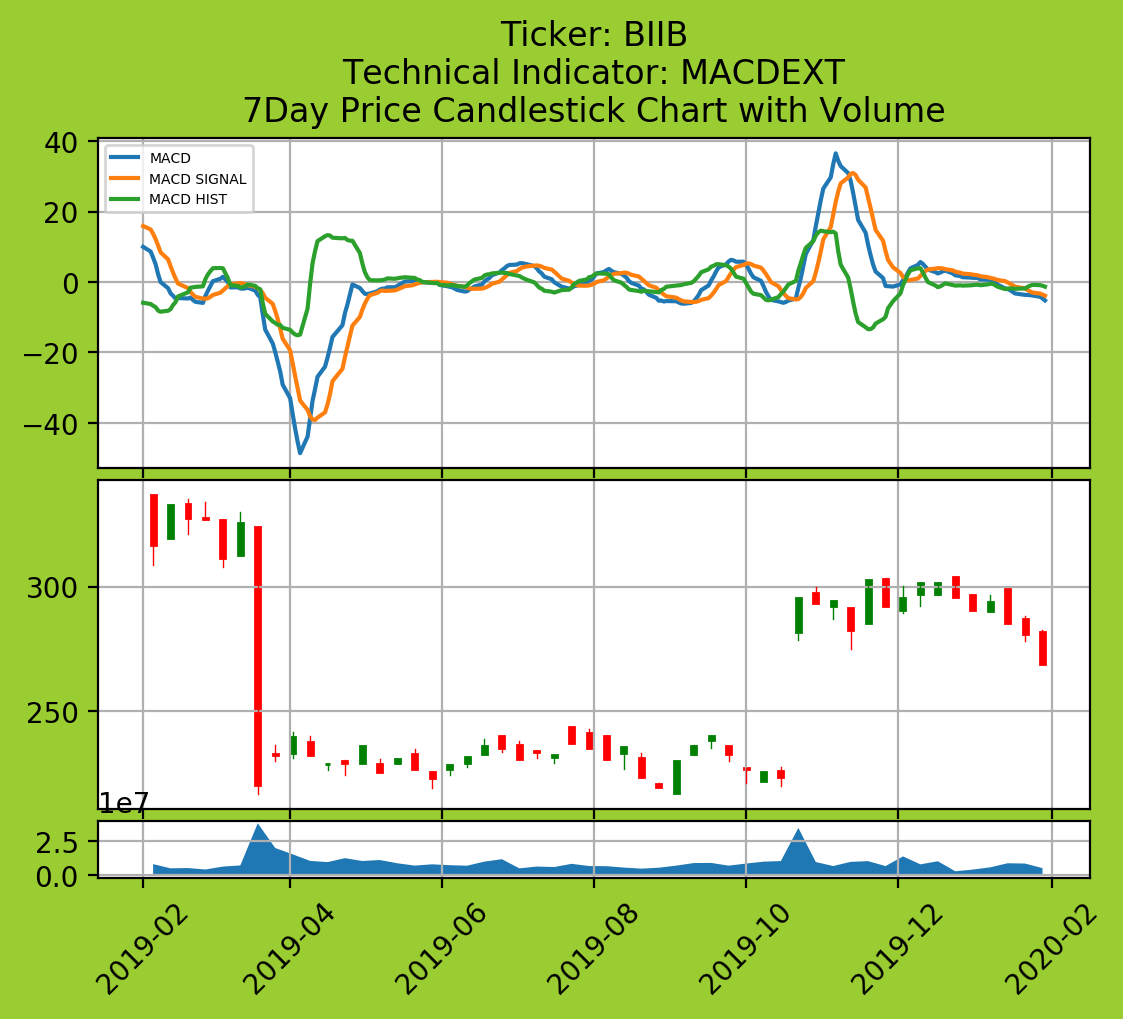 Ticker: BIIB
Technical Indicator: MACDEXT
7Day Price Candlestick Chart with Volume
40
20
0
−20
−40
MACD
MACD SIGNAL
MACD HIST
300
250
1e7
2.5
0.0
2019-02
2019-04
2019-06
2019-08
2019-10
2019-12
2020-02